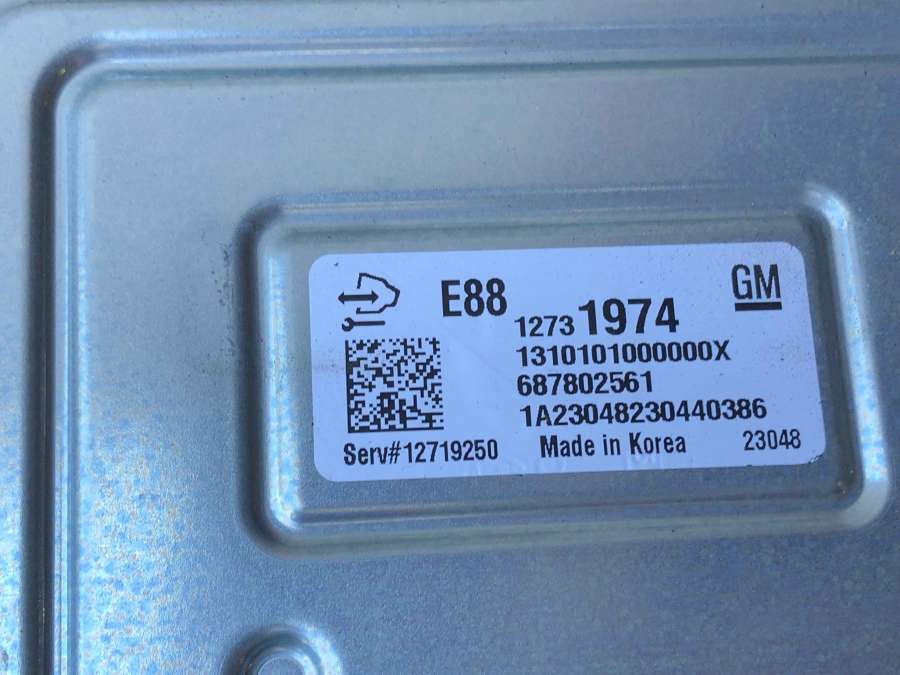 E88
GM
12731974
1310101000000X
687802561
1A23048230440386
Serv#12719250 Made in Korea 23048